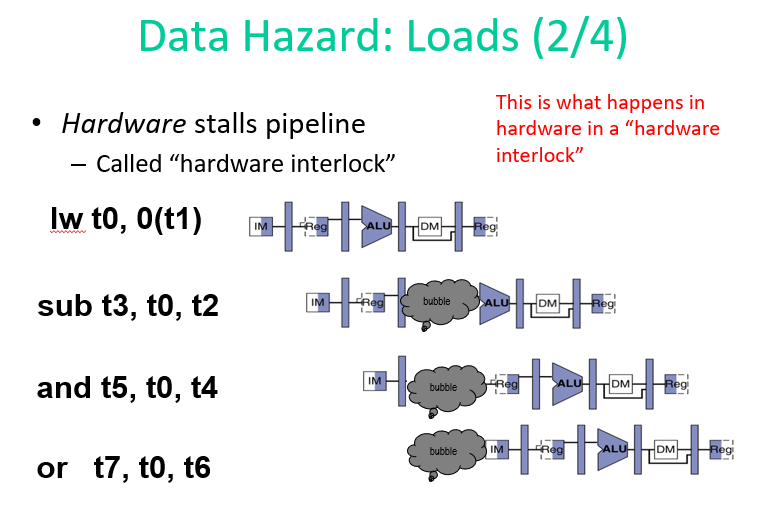 Data Hazard: Loads (2/4)
• Hardware stalls pipeline
– Called “hardware interlock”
This is what happens in
hardware in a “hardware
interlock”
lw t0, 0(t1)
IM Reg ALU DM Reg
sub t3, t0, t2
IM Reg bubble ALU DM Reg
and t5, t0, t4
IM bubble Reg ALU DM Reg
or t7, t0, t6
bubble IM Reg ALU DM Reg